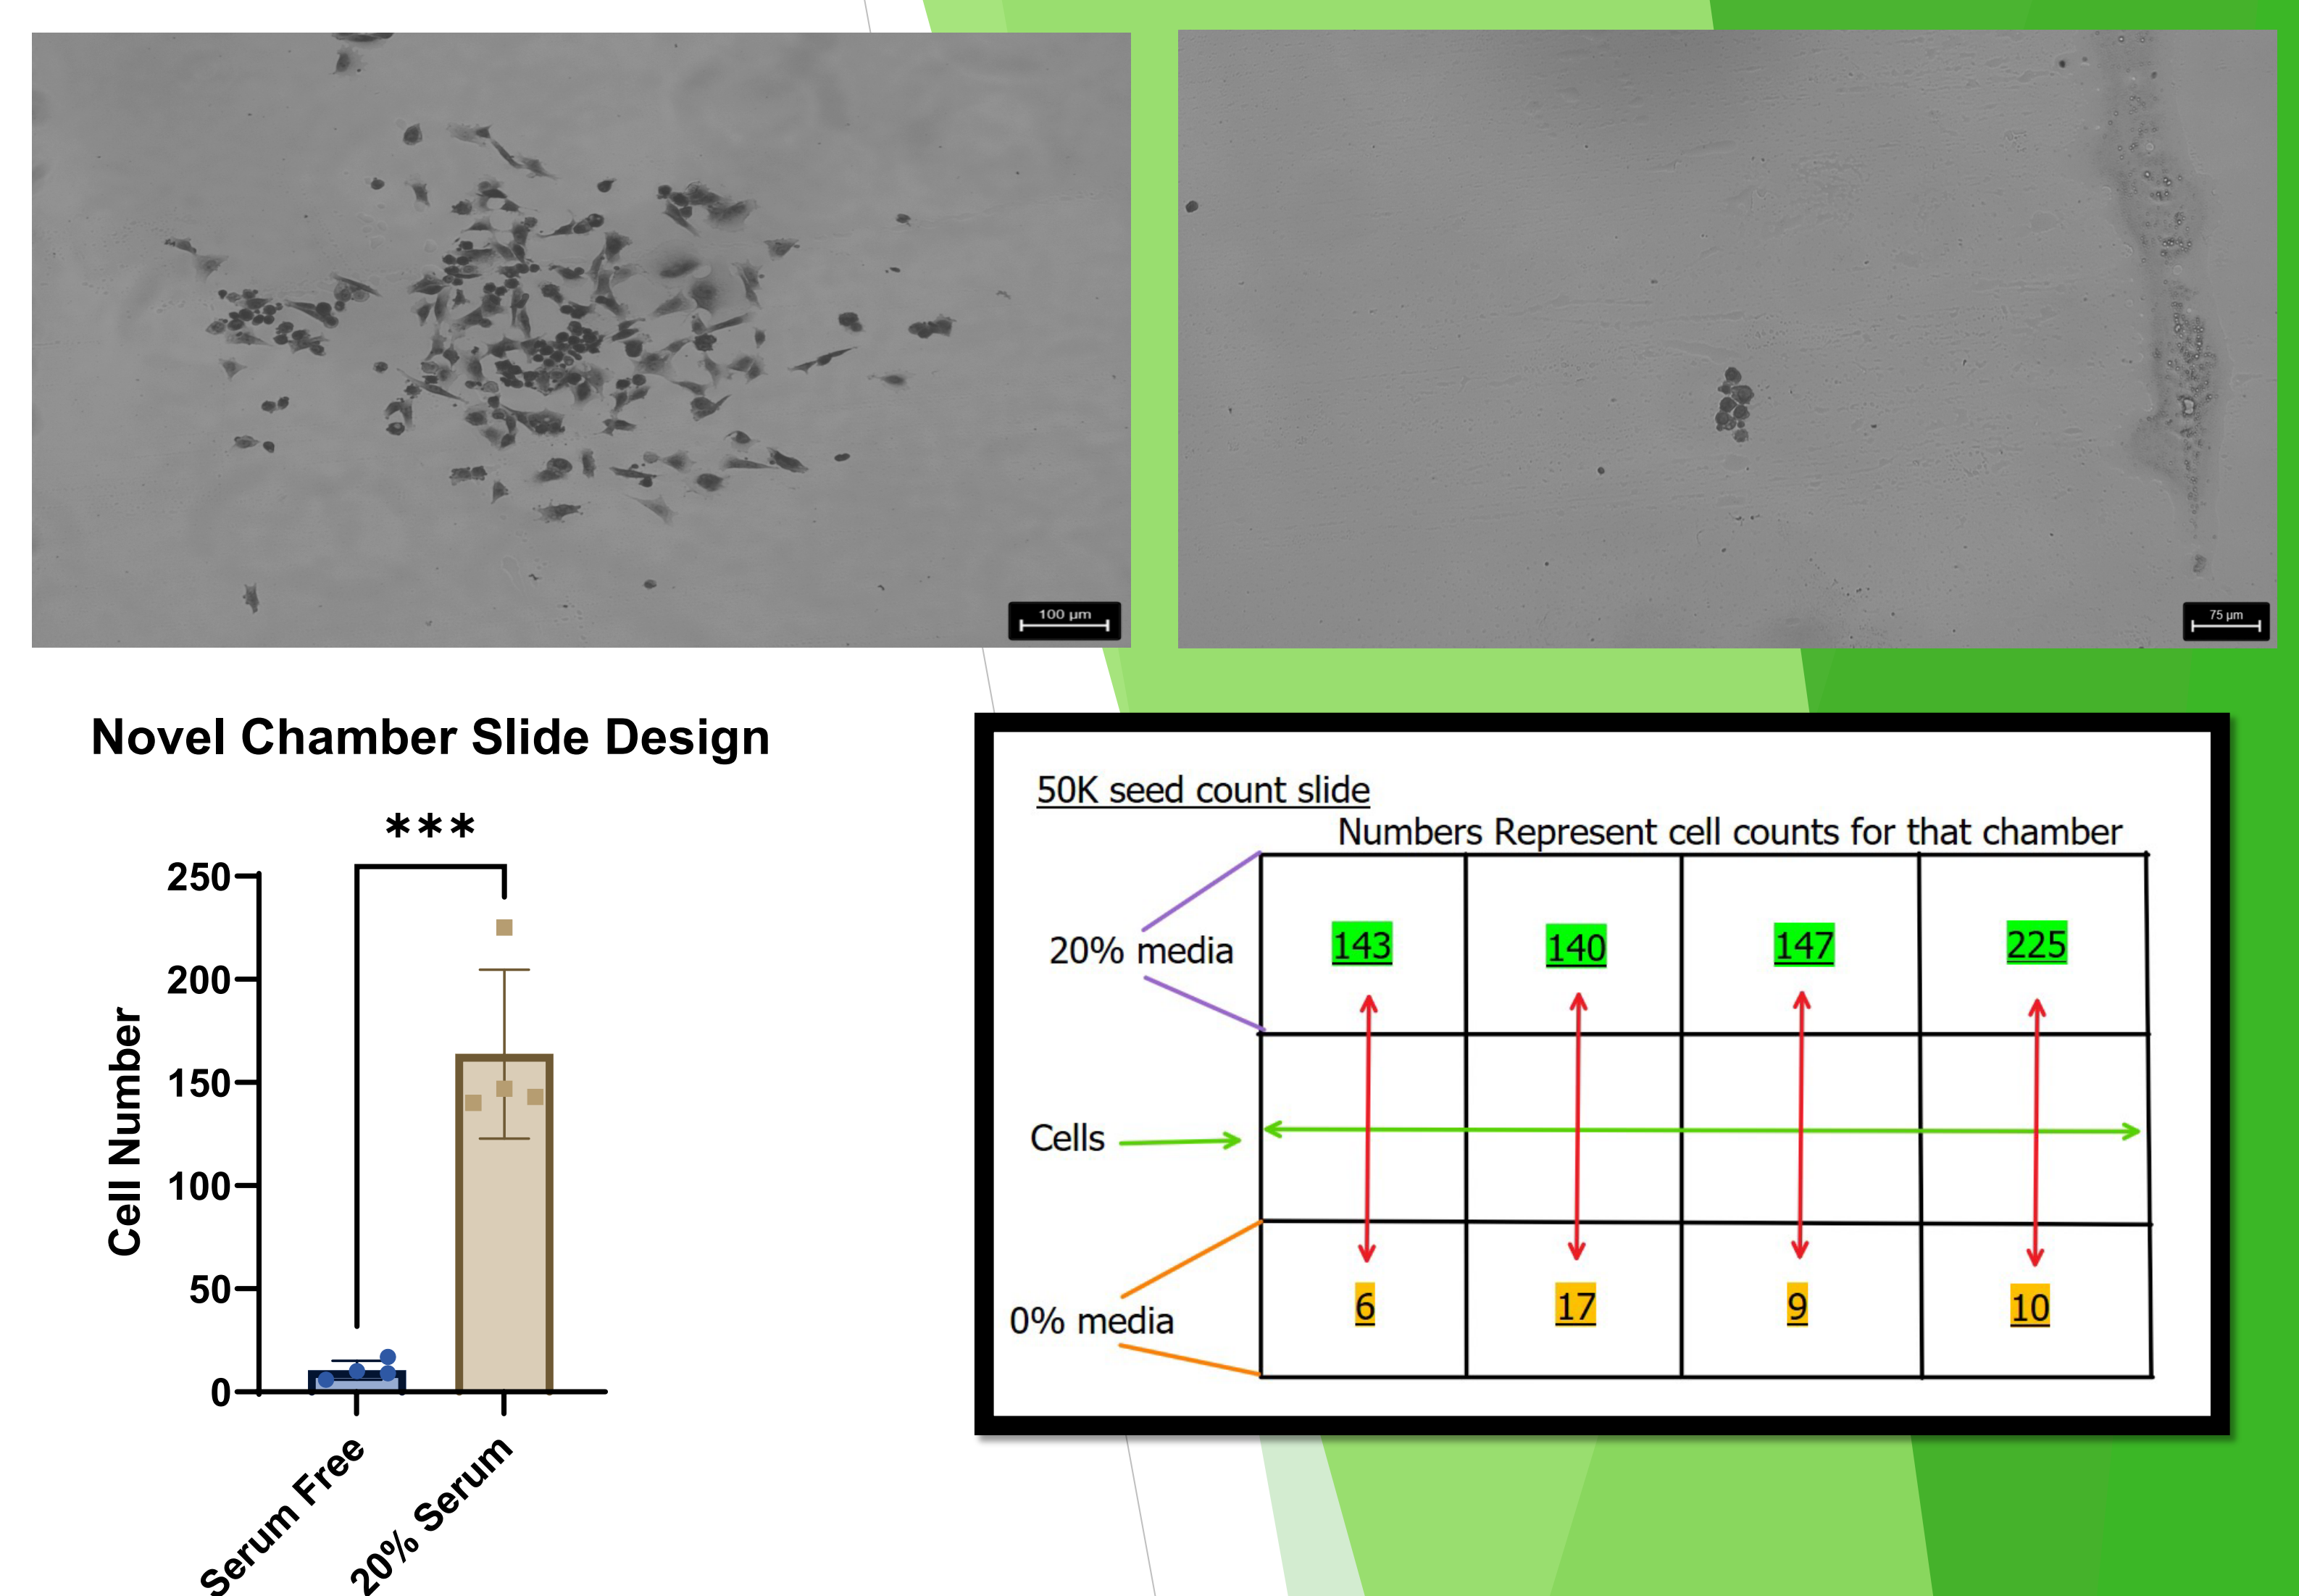 100 µm
75 µm
Novel Chamber Slide Design
***
250
200
150
100
50
0
Cell Number
Serum Free
20% Serum
50K seed count slide
Numbers Represent cell counts for that chamber
20% media
143
140
147
225
Cells
0% media
6
17
9
10